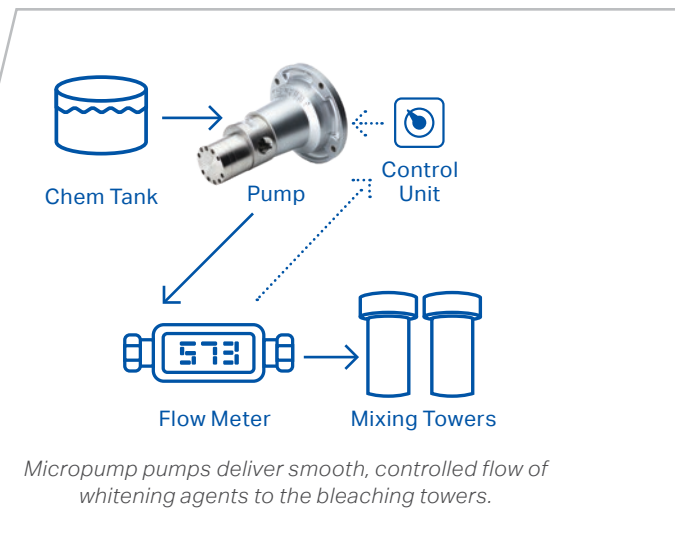 Chem Tank
Pump
Control
Unit
573
Flow Meter
Mixing Towers
Micropump pumps deliver smooth, controlled flow of
whitening agents to the bleaching towers.